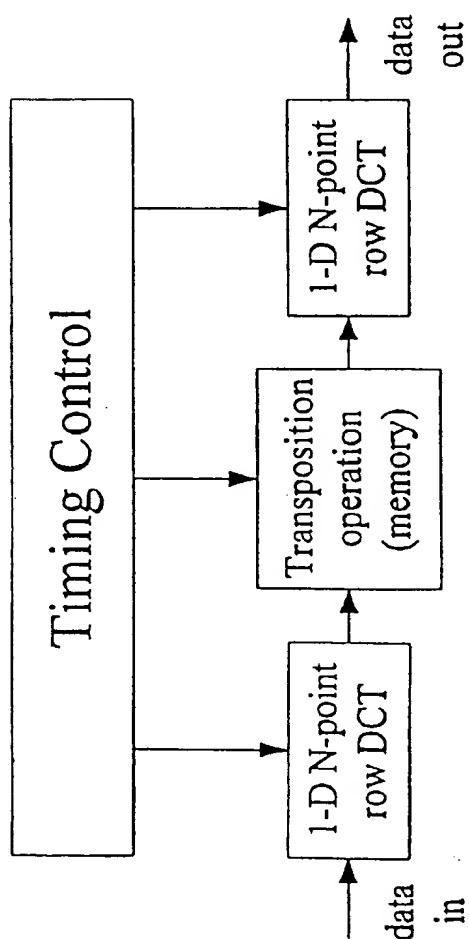 Timing Control
1-D N-point
row DCT
Transposition
operation
(memory)
1-D N-point
row DCT
data
in
data
out